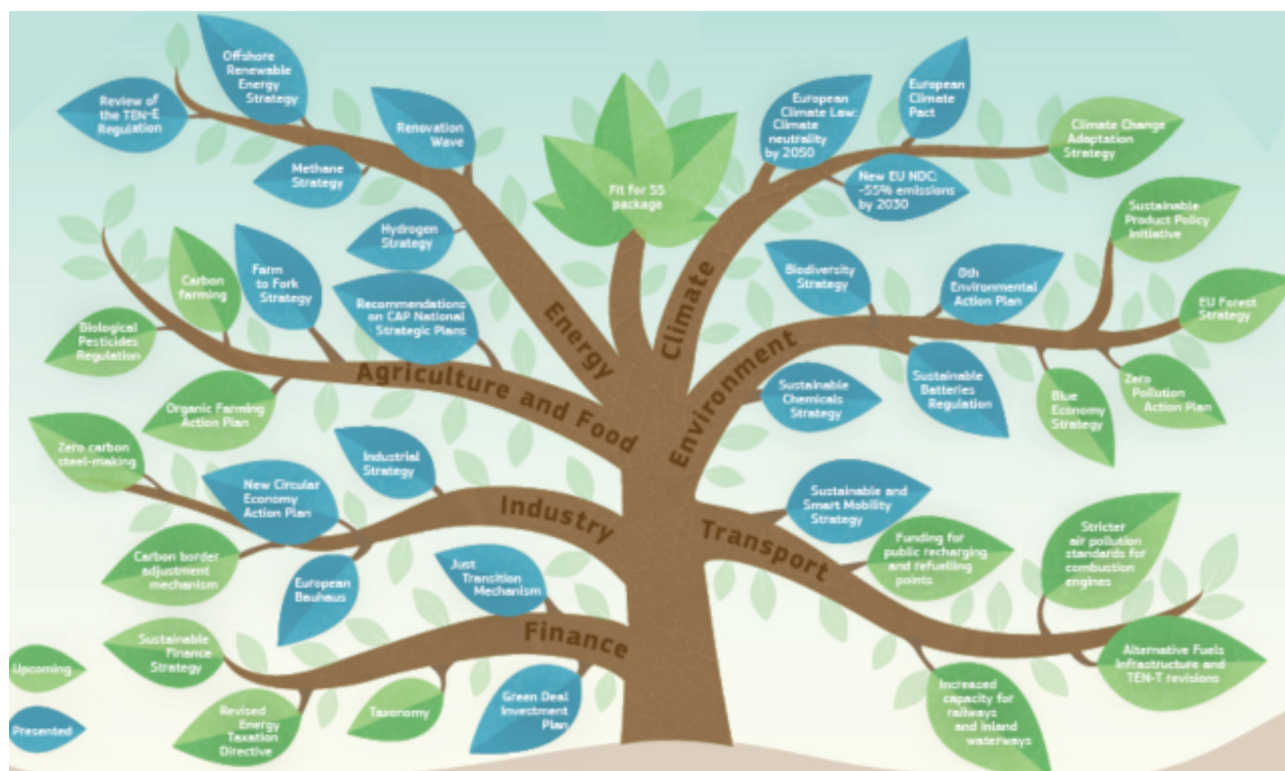 Offshore
Renewable
Energy
Strategy
Review of
the TEN-E
Regulation
Renovation
Wave
Methane
Strategy
Hydrogen
Strategy
Energy
Fit for 55
package
European
Climate Law:
Climate
neutrality
by 2050
European
Climate
Pact
Climate Change
Adaptation
Strategy
New EU NDC:
-55% emissions
by 2030
Climate
Sustainable
Product Policy
Initiative
Biodiversity
Strategy
8th
Environmental
Action Plan
EU Forest
Strategy
Sustainable
Chemicals
Strategy
Sustainable
Batteries
Regulation
Blue
Economy
Strategy
Zero
Pollution
Action Plan
Environment
Carbon
farming
Farm
to Fork
Strategy
Recommendations
on CAP National
Strategic Plans
Biological
Pesticides
Regulation
Organic Farming
Action Plan
Agriculture and Food
Zero carbon
steel-making
Industrial
Strategy
New Circular
Economy
Action Plan
Carbon border
adjustment
mechanism
European
Bauhaus
Industry
Sustainable and
Smart Mobility
Strategy
Funding for
public recharging
and refuelling
points
Stricter
air pollution
standards for
combustion
engines
Alternative Fuels
Infrastructure and
TEN-T revisions
Increased
capacity for
railways
and inland
waterways
Transport
Just
Transition
Mechanism
Sustainable
Finance
Strategy
Revised
Energy
Taxation
Directive
Taxonomy
Green Deal
Investment
Plan
Finance
Upcoming
Presented